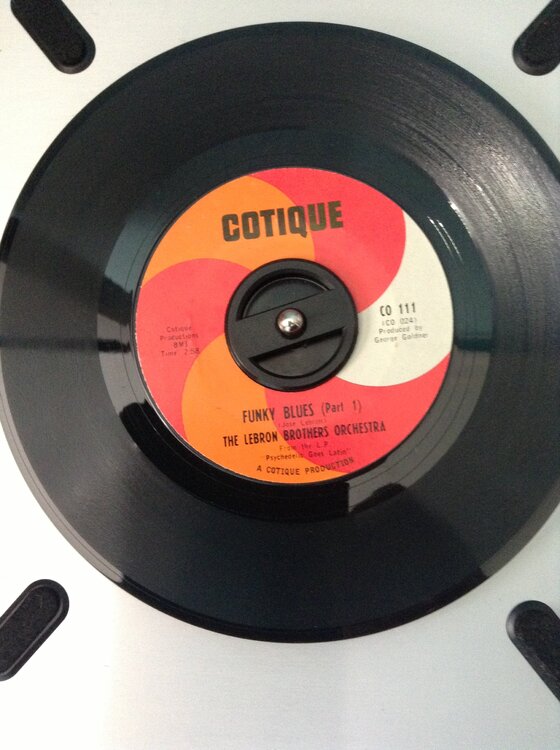 COTIQUE
CO 111
(CO 024)
Produced by
George Goldner
Cotique
Productions
BMI
Time 2:58
FUNKY BLUES (Part 1)
(Jose Lebron)
THE LEBRON BROTHERS ORCHESTRA
From the L.P.
"Psychedelic Goes Latin"
A COTIQUE PRODUCTION